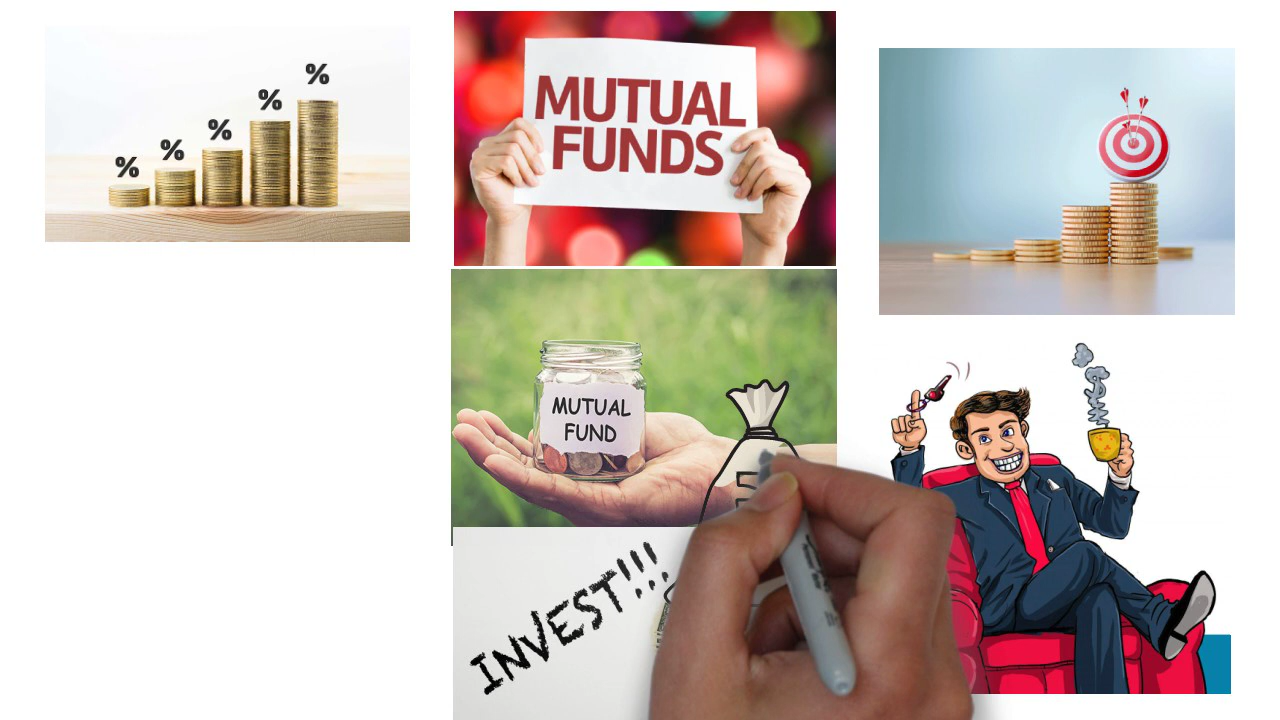 % % % % %
MUTUAL
FUNDS
MUTUAL
FUND
INVEST!!!